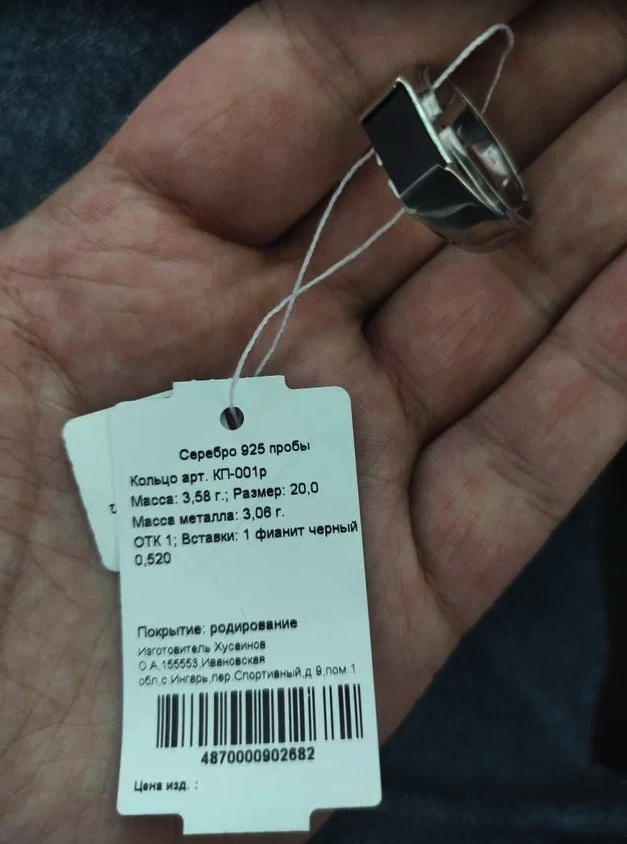 Серебро 925 пробы
Кольцо арт. КП-001р
Масса: 3,58 г.; Размер: 20,0
Масса металла: 3,06 г.
ОТК 1; Вставки: 1 фианит черный
0,520
Покрытие: родирование
Изготовитель Хусаинов
О.А.155553,Ивановская
обл,с.Ингарь,пер.Спортивный,д.9,пом.1
4870000902682
Цена изд. :